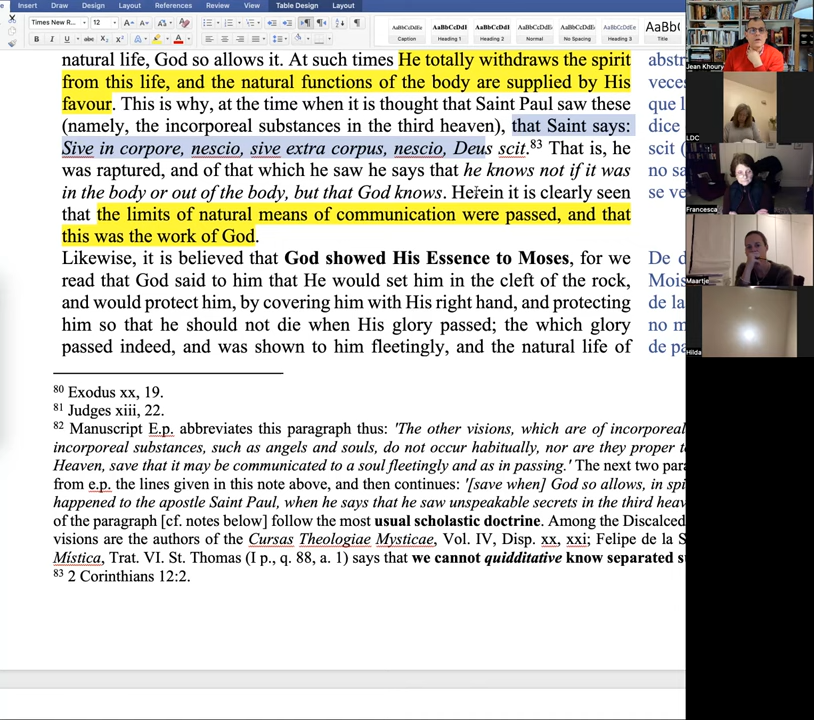 Insert Draw Design Layout References Mailings Review View Table Design Layout
Times New R... 12 A A Aa
AaBbCcDdEe AaBbCcDdI AaBbCcDdI AaBbCcDdEe AaBbCcDdEe AaBbCcDdEe AaBb(
B I U abc X₂ X² A
Caption Heading 1 Heading 2 Normal No Spacing Heading 3 Title
natural life, God so allows it. At such times He totally withdraws the spirit
from this life, and the natural functions of the body are supplied by His
favour. This is why, at the time when it is thought that Saint Paul saw these
(namely, the incorporeal substances in the third heaven), that Saint says:
Sive in corpore, nescio, sive extra corpus, nescio, Deus scit.83 That is, he
was raptured, and of that which he saw he says that he knows not if it was
in the body or out of the body, but that God knows. Herein it is clearly seen
that the limits of natural means of communication were passed, and that
this was the work of God.
Likewise, it is believed that God showed His Essence to Moses, for we
read that God said to him that He would set him in the cleft of the rock,
and would protect him, by covering him with His right hand, and protecting
him so that he should not die when His glory passed; the which glory
passed indeed, and was shown to him fleetingly, and the natural life of
abstr
veces
que l
dice
scit (
no sa
se ve
De d
Mois
de la
no m
de pa
80 Exodus xx, 19.
81 Judges xiii, 22.
82 Manuscript E.p. abbreviates this paragraph thus: 'The other visions, which are of incorporeal
incorporeal substances, such as angels and souls, do not occur habitually, nor are they proper t
Heaven, save that it may be communicated to a soul fleetingly and as in passing.' The next two para
from e.p. the lines given in this note above, and then continues: '[save when] God so allows, in spi
happened to the apostle Saint Paul, when he says that he saw unspeakable secrets in the third heav
of the paragraph [cf. notes below] follow the most usual scholastic doctrine. Among the Discalced
visions are the authors of the Cursas Theologiae Mysticae, Vol. IV, Disp. xx, xxi; Felipe de la S
Mística, Trat. VI. St. Thomas (I p., q. 88, a. 1) says that we cannot quidditative know separated s
83 2 Corinthians 12:2.
Jean Khoury
LDC
Francesca
Maartje
Hilda